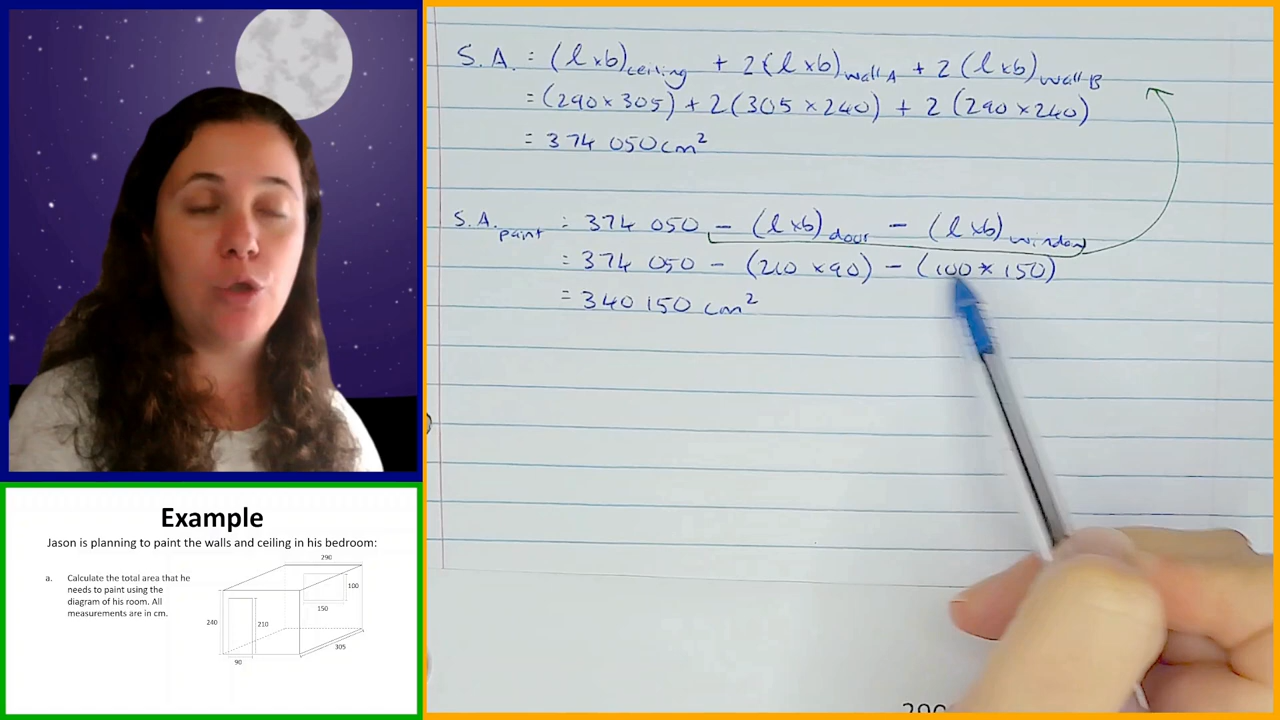 S.A. = (l×b)ceiling + 2(l×b)wall A + 2(l×b)wall B
= (290×305) + 2(305×240) + 2(290×240)
= 374 050 cm²
S.A.paint = 374 050 - (l×b)door - (l×b)window
= 374 050 - (210×90) - (100×150)
= 340 150 cm²
Example
Jason is planning to paint the walls and ceiling in his bedroom:
a. Calculate the total area that he
needs to paint using the
diagram of his room. All
measurements are in cm.
290
100
150
240
210
305
90